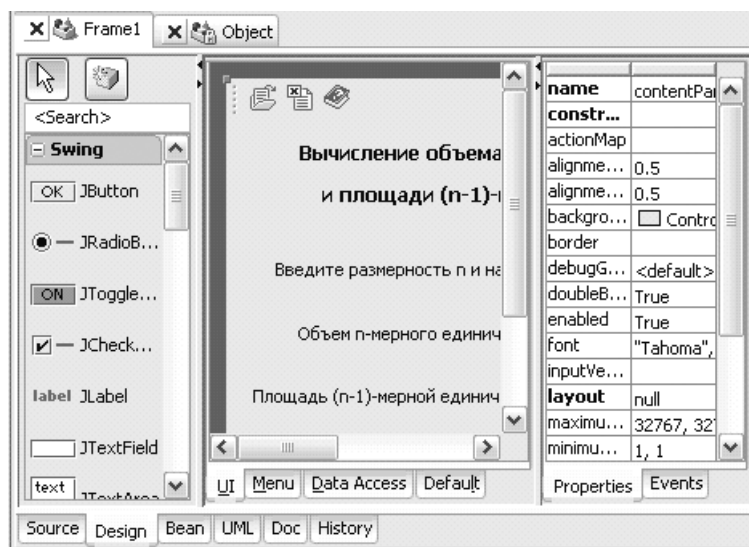 Frame1 Object
<Search>
Swing
OK JButton
JRadioB...
ON JToggle...
JCheck...
label JLabel
JTextField
text JTextArea
Вычисление объема
и площади (n-1)-
Введите размерность n и на
Объем n-мерного единич
Площадь (n-1)-мерной единич
UI Menu Data Access Default
name contentPa
constr...
actionMap
alignme... 0.5
alignme... 0.5
backgro... Contro
border
debugG... <default>
doubleB... True
enabled True
font "Tahoma",
inputVe...
layout null
maximu... 32767, 32
minimu... 1, 1
Properties Events
Source Design Bean UML Doc History